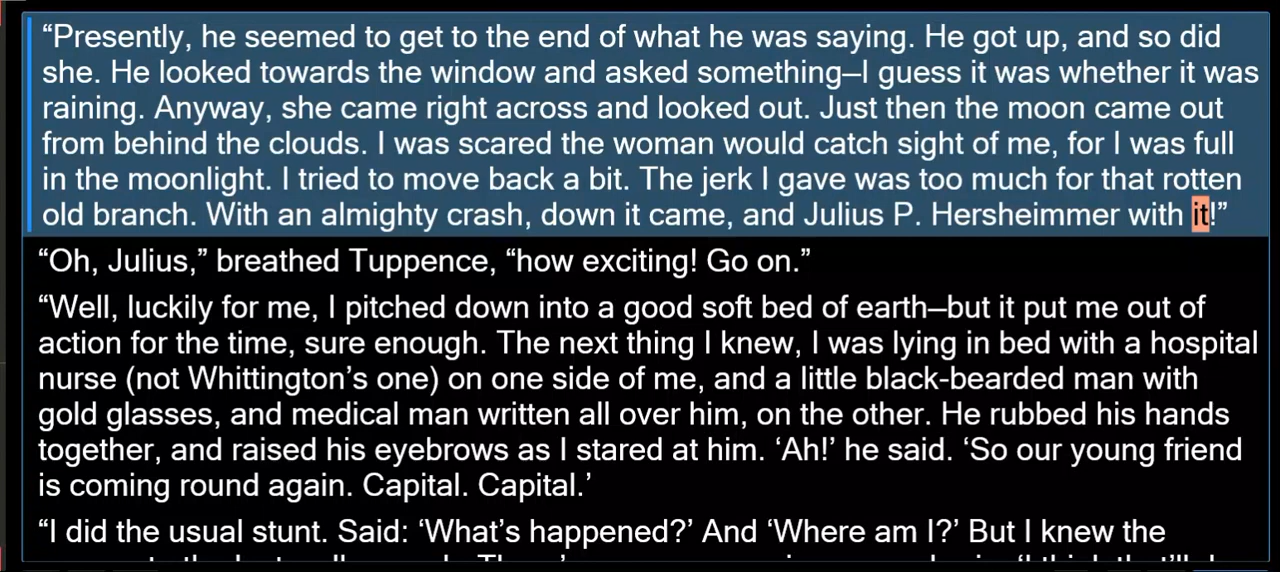 “Presently, he seemed to get to the end of what he was saying. He got up, and so did
she. He looked towards the window and asked something—I guess it was whether it was
raining. Anyway, she came right across and looked out. Just then the moon came out
from behind the clouds. I was scared the woman would catch sight of me, for I was full
in the moonlight. I tried to move back a bit. The jerk I gave was too much for that rotten
old branch. With an almighty crash, down it came, and Julius P. Hersheimmer with it!”
“Oh, Julius,” breathed Tuppence, “how exciting! Go on.”
“Well, luckily for me, I pitched down into a good soft bed of earth—but it put me out of
action for the time, sure enough. The next thing I knew, I was lying in bed with a hospital
nurse (not Whittington’s one) on one side of me, and a little black-bearded man with
gold glasses, and medical man written all over him, on the other. He rubbed his hands
together, and raised his eyebrows as I stared at him. ‘Ah!’ he said. ‘So our young friend
is coming round again. Capital. Capital.’
“I did the usual stunt. Said: ‘What’s happened?’ And ‘Where am I?’ But I knew the